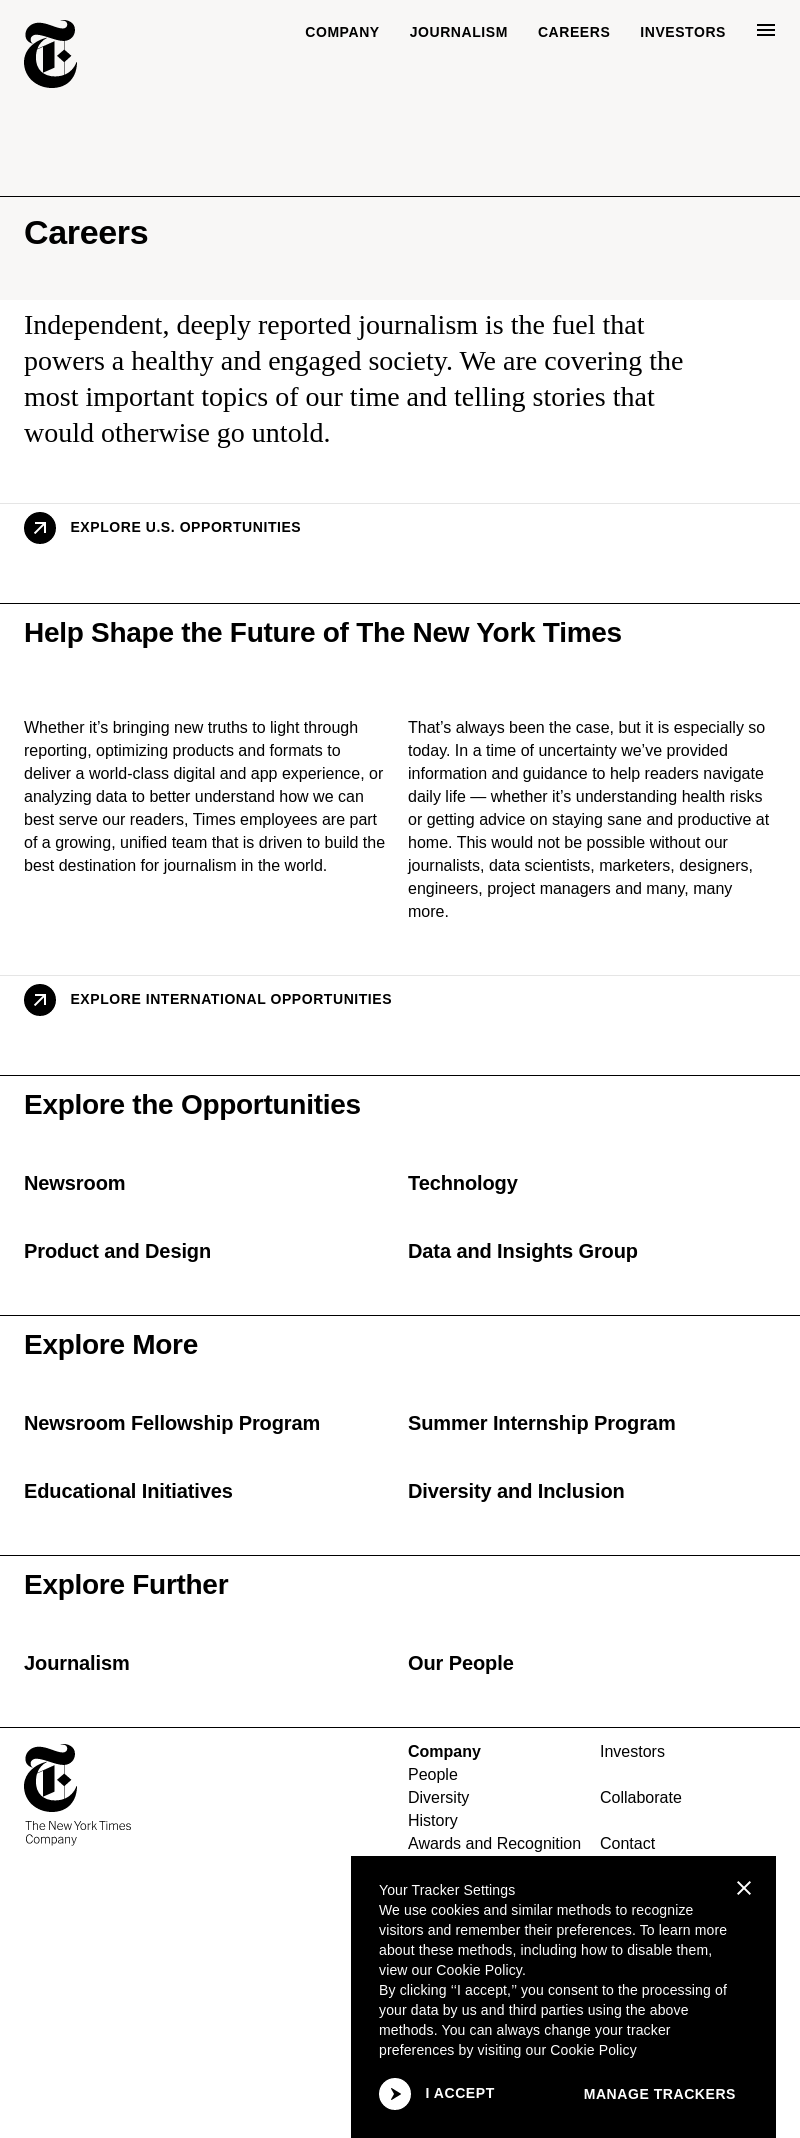 COMPANY JOURNALISM CAREERS INVESTORS
Careers
Independent, deeply reported journalism is the fuel that
powers a healthy and engaged society. We are covering the
most important topics of our time and telling stories that
would otherwise go untold.
EXPLORE U.S. OPPORTUNITIES
Help Shape the Future of The New York Times
Whether it’s bringing new truths to light through
reporting, optimizing products and formats to
deliver a world-class digital and app experience, or
analyzing data to better understand how we can
best serve our readers, Times employees are part
of a growing, unified team that is driven to build the
best destination for journalism in the world.
That’s always been the case, but it is especially so
today. In a time of uncertainty we’ve provided
information and guidance to help readers navigate
daily life — whether it’s understanding health risks
or getting advice on staying sane and productive at
home. This would not be possible without our
journalists, data scientists, marketers, designers,
engineers, project managers and many, many
more.
EXPLORE INTERNATIONAL OPPORTUNITIES
Explore the Opportunities
Newsroom
Technology
Product and Design
Data and Insights Group
Explore More
Newsroom Fellowship Program
Summer Internship Program
Educational Initiatives
Diversity and Inclusion
Explore Further
Journalism
Our People
The New York Times
Company
Company
People
Diversity
History
Awards and Recognition
Investors
Collaborate
Contact
Your Tracker Settings
We use cookies and similar methods to recognize
visitors and remember their preferences. To learn more
about these methods, including how to disable them,
view our Cookie Policy.
By clicking ‘‘I accept,’’ you consent to the processing of
your data by us and third parties using the above
methods. You can always change your tracker
preferences by visiting our Cookie Policy
I ACCEPT
MANAGE TRACKERS